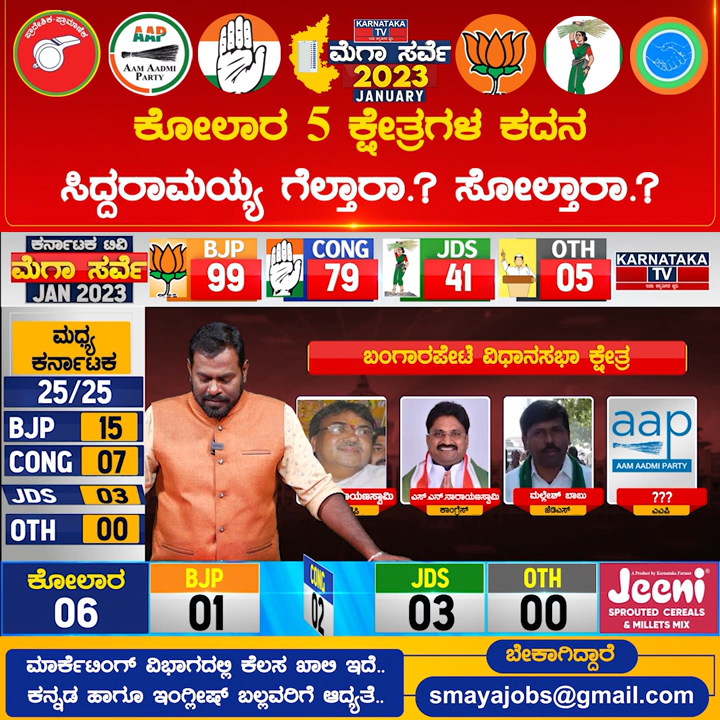 ಪ್ರಾದೇಶಿಕ-ಪ್ರಾಮಾಣಿಕ
AAP
AAM AADMI
PARTY
KARNATAKA
TV
ಮೆಗಾ ಸರ್ವೆ
2023
JANUARY
ಕೋಲಾರ 5 ಕ್ಷೇತ್ರಗಳ ಕದನ
ಸಿದ್ದರಾಮಯ್ಯ ಗೆಲ್ತಾರಾ.? ಸೋಲ್ತಾರಾ.?
ಕರ್ನಾಟಕ ಟಿವಿ
ಮೆಗಾ ಸರ್ವೆ
JAN 2023
BJP 99
CONG 79
JDS 41
OTH 05
KARNATAKA
TV
ಮಧ್ಯ
ಕರ್ನಾಟಕ
25/25
BJP 15
CONG 07
JDS 03
OTH 00
ಬಂಗಾರಪೇಟೆ ವಿಧಾನಸಭಾ ಕ್ಷೇತ್ರ
ಎಸ್.ಎನ್.ನಾರಾಯಣಸ್ವಾಮಿ
ಕಾಂಗ್ರೆಸ್
ಮಲ್ಲೇಶ್ ಬಾಬು
ಜೆಡಿಎಸ್
aap
AAM AADMI PARTY
???
ಎಎಪಿ
ಕೋಲಾರ 06
BJP 01
CONG 02
JDS 03
OTH 00
A Product by Karnataka Farmer
Jeeni
SPROUTED CEREALS
& MILLETS MIX
ಮಾರ್ಕೆಟಿಂಗ್ ವಿಭಾಗದಲ್ಲಿ ಕೆಲಸ ಖಾಲಿ ಇದೆ..
ಕನ್ನಡ ಹಾಗೂ ಇಂಗ್ಲೀಷ್ ಬಲ್ಲವರಿಗೆ ಆದ್ಯತೆ..
ಬೇಕಾಗಿದ್ದಾರೆ
smayajobs@gmail.com